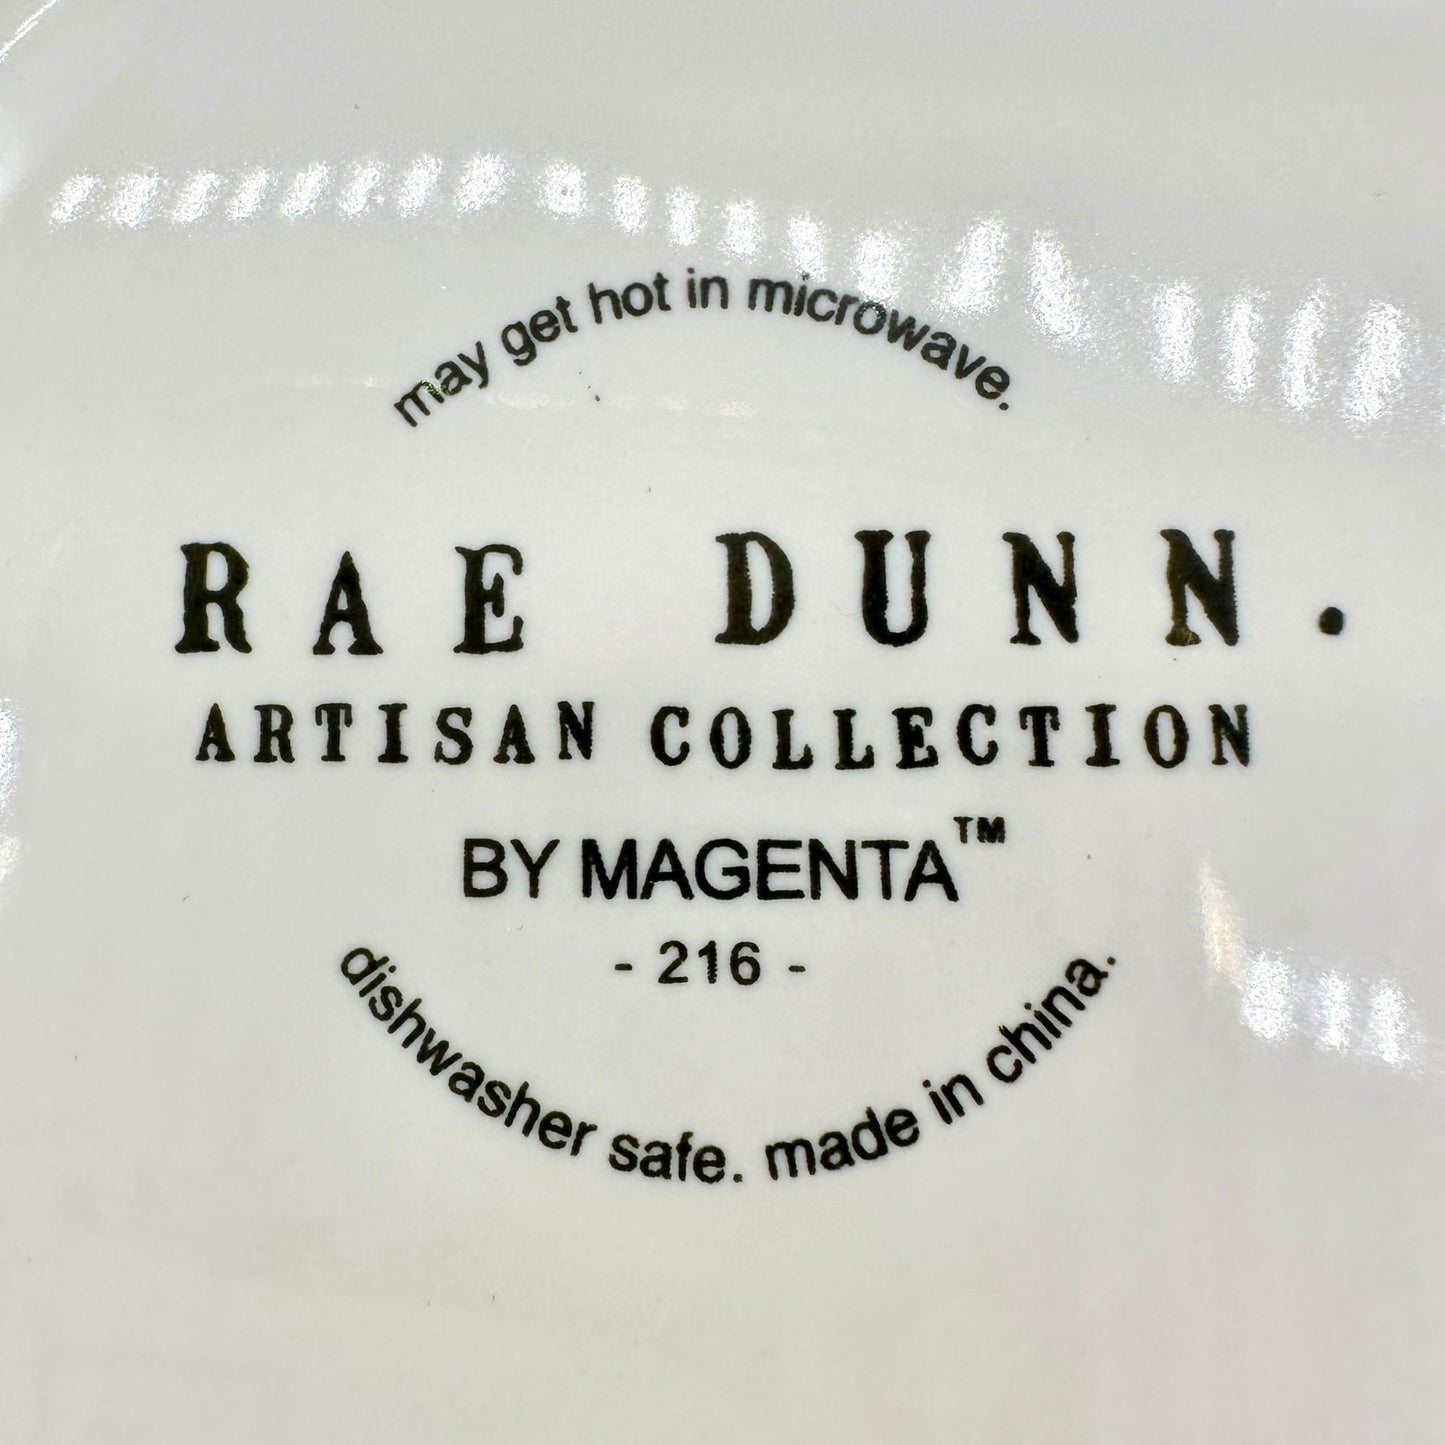 may get hot in microwave.
RAE DUNN.
ARTISAN COLLECTION
BY MAGENTA™
- 216 -
dishwasher safe. made in china.